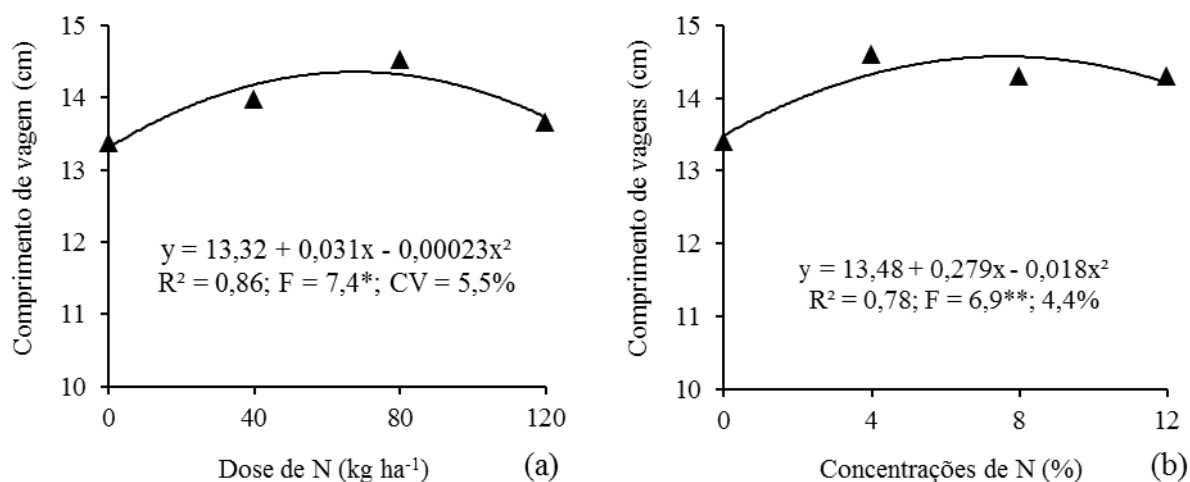 Comprimento de vagem (cm)
15
14
13
12
11
10
y = 13,32 + 0,031x - 0,00023x²
R² = 0,86; F = 7,4*; CV = 5,5%
0 40 80 120
Dose de N (kg ha⁻¹) (a)
Comprimento de vagens (cm)
15
14
13
12
11
10
y = 13,48 + 0,279x - 0,018x²
R² = 0,78; F = 6,9**; 4,4%
0 4 8 12
Concentrações de N (%) (b)